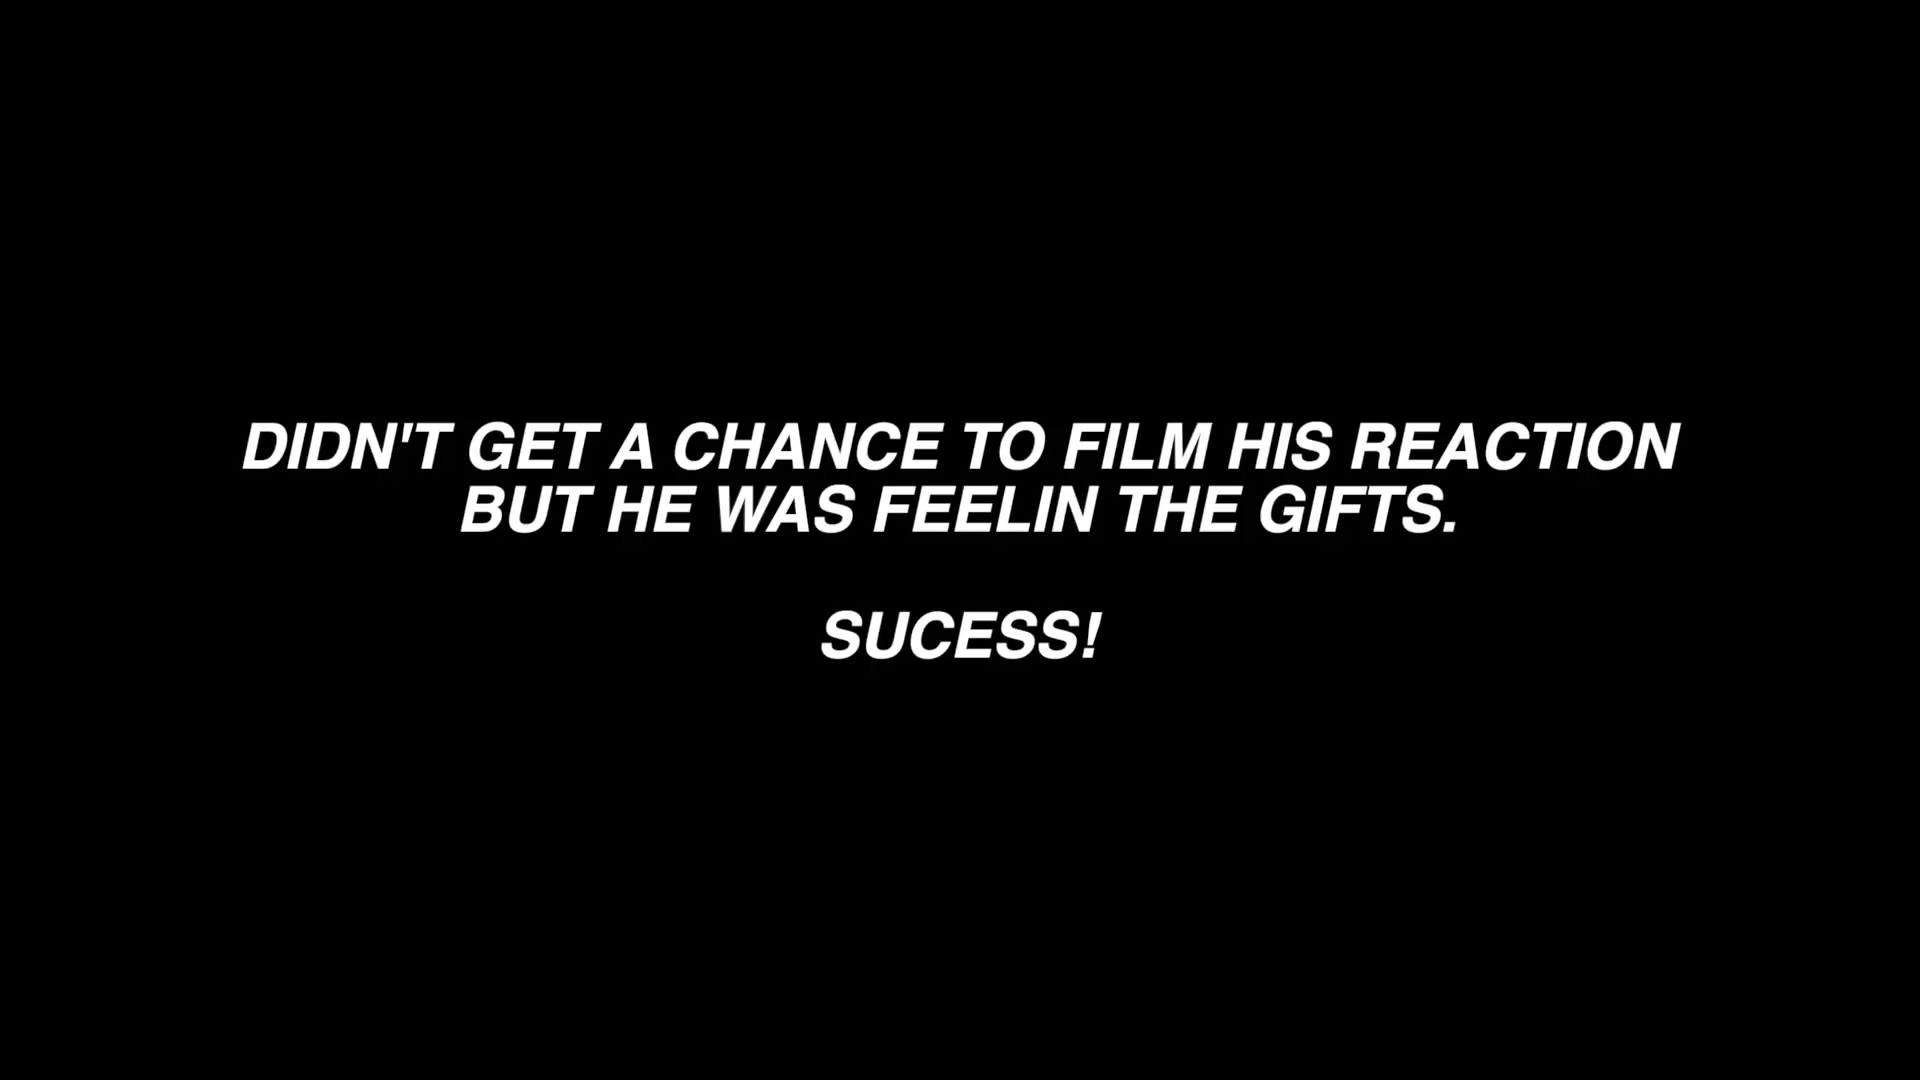 DIDN'T GET A CHANCE TO FILM HIS REACTION
BUT HE WAS FEELIN THE GIFTS.
SUCESS!